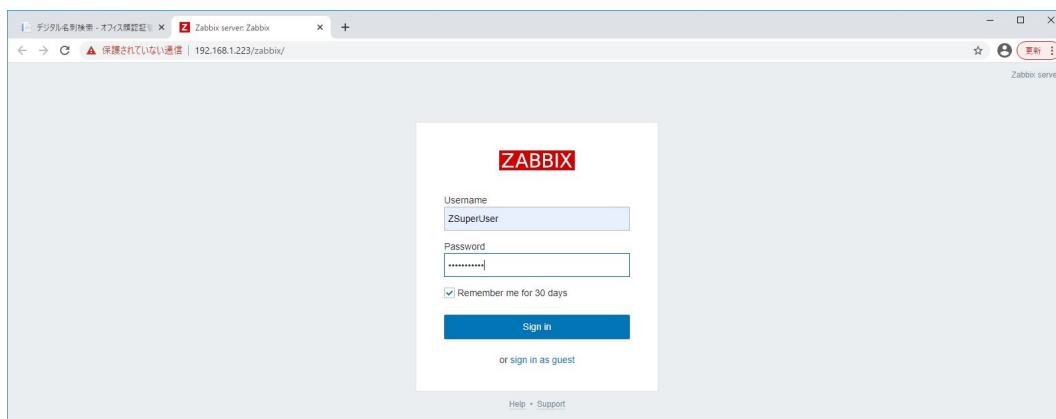 デジタル名刺検索 - オフィス顔認証
Zabbix server: Zabbix
保護されていない通信 | 192.168.1.223/zabbix/
更新
Zabbix serve
ZABBIX
Username
ZSuperUser
Password
•••••••••••
Remember me for 30 days
Sign in
or sign in as guest
Help • Support